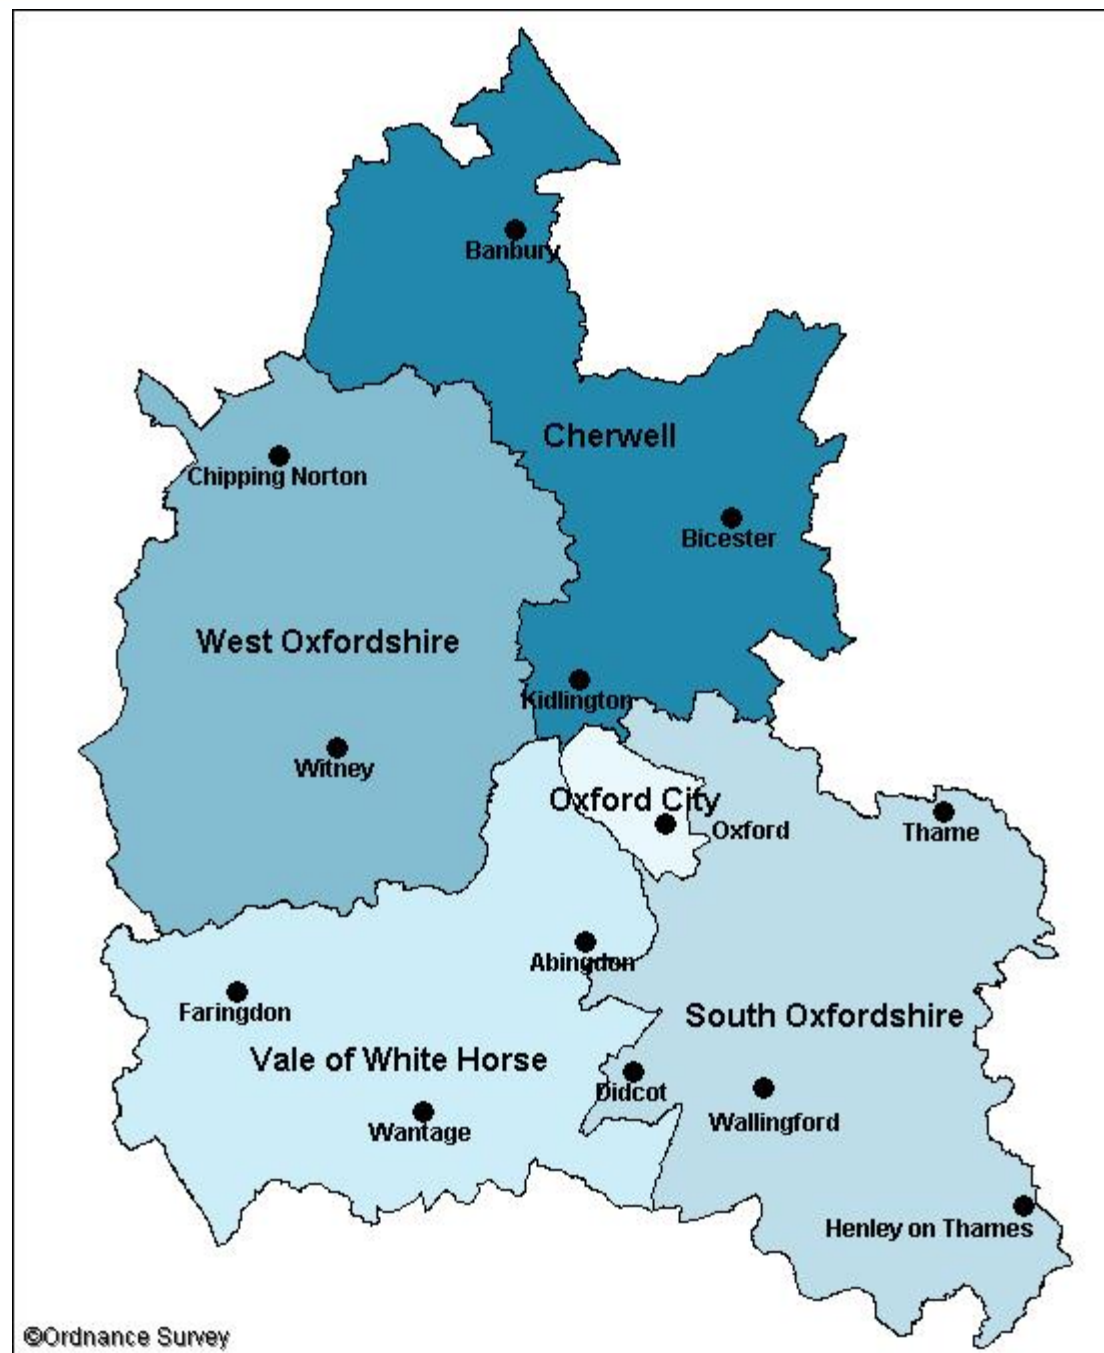 Banbury
Cherwell
Chipping Norton
Bicester
West Oxfordshire
Kidlington
Witney
Oxford City
Oxford
Thame
Abingdon
Faringdon
South Oxfordshire
Vale of White Horse
Didcot
Wallingford
Wantage
Henley on Thames
©Ordnance Survey